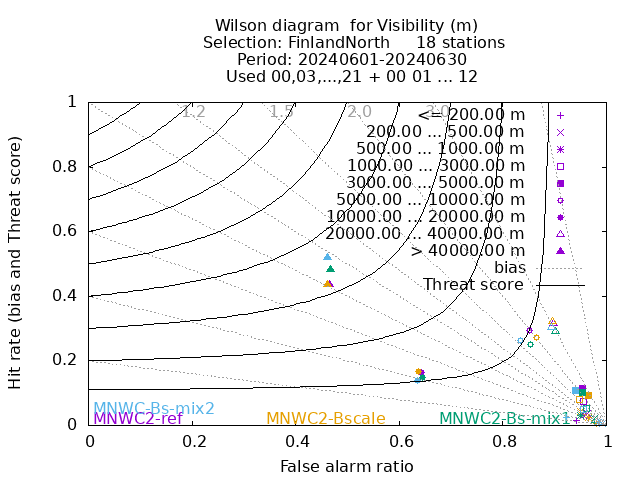 Wilson diagram  for Visibility (m)
Selection: FinlandNorth     18 stations
Period: 20240601-20240630
Used 00,03,...,21 + 00 01 ... 12
1.2 1.5 2.0 3.0
<= 200.00 m
200.00 ... 500.00 m
500.00 ... 1000.00 m
1000.00 ... 3000.00 m
3000.00 ... 5000.00 m
5000.00 ... 10000.00 m
10000.00 ... 20000.00 m
20000.00 ... 40000.00 m
> 40000.00 m
bias
Threat score
Hit rate (bias and Threat score)
1
0.8
0.6
0.4
0.2
0
MNWC-Bs-mix2
MNWC2-ref MNWC2-Bscale MNWC2-Bs-mix1
0 0.2 0.4 0.6 0.8 1
False alarm ratio